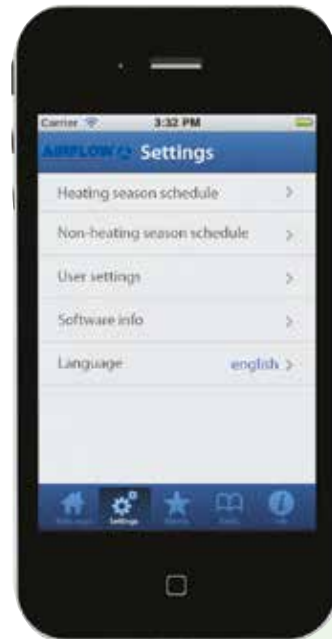 Carrier 3:32 PM
AIRFLOW Settings
Heating season schedule
Non-heating season schedule
User settings
Software info
Language english
Settings